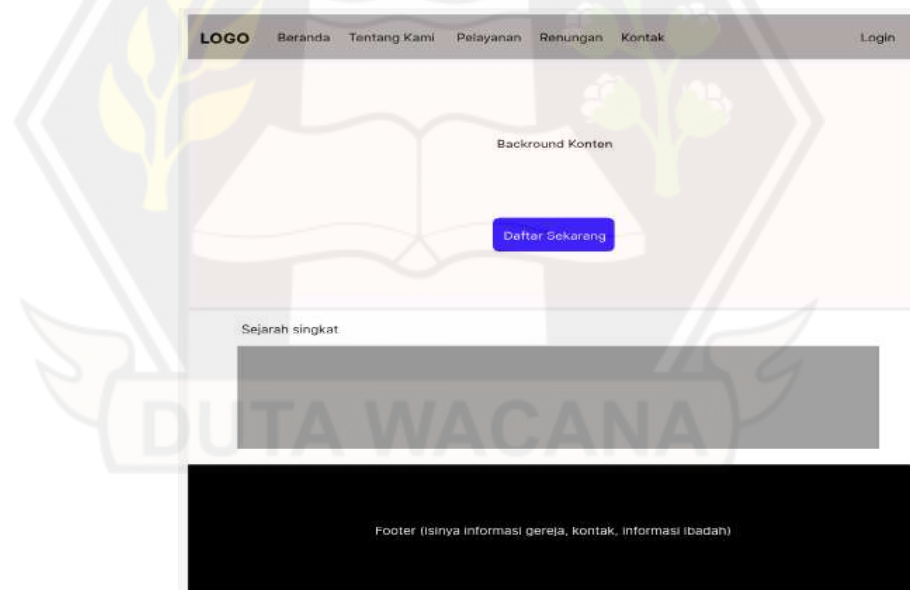 LOGO Beranda Tentang Kami Pelayanan Renungan Kontak Login
Backround Konten
Daftar Sekarang
Sejarah singkat
DUTA WACANA
Footer (Isinya informasi gereja, kontak, informasi ibadah)